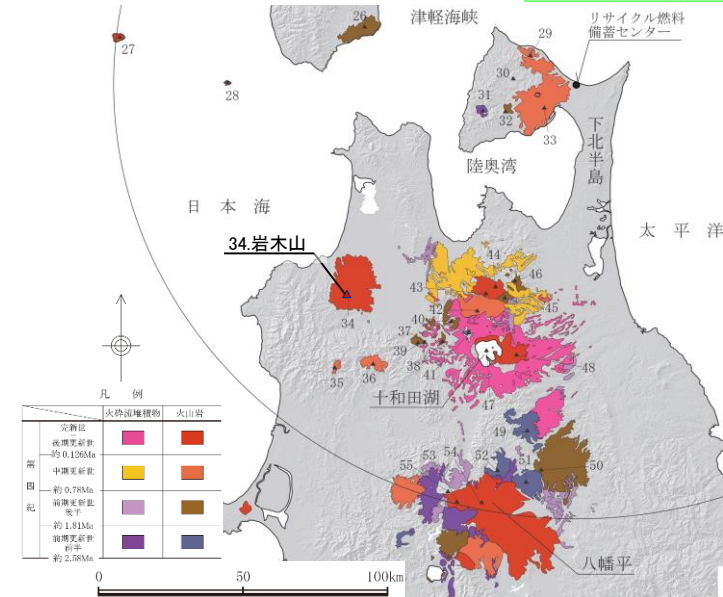 津軽海峡
リサイクル燃料
備蓄センター
26
27
28
29
30
31
32
33
陸奥湾
下北半島
日本海
太平洋
34.岩木山
34
35
36
37
38
39
40
41
42
43
44
45
46
47
48
十和田湖
49
50
51
52
53
54
55
八幡平
凡例
火砕流堆積物 火山岩
第四紀
完新世
~
後期更新世
約0.126Ma
中期更新世
約0.78Ma
前期更新世
後半
約1.81Ma
前期更新世
前半
約2.58Ma
0 50 100km